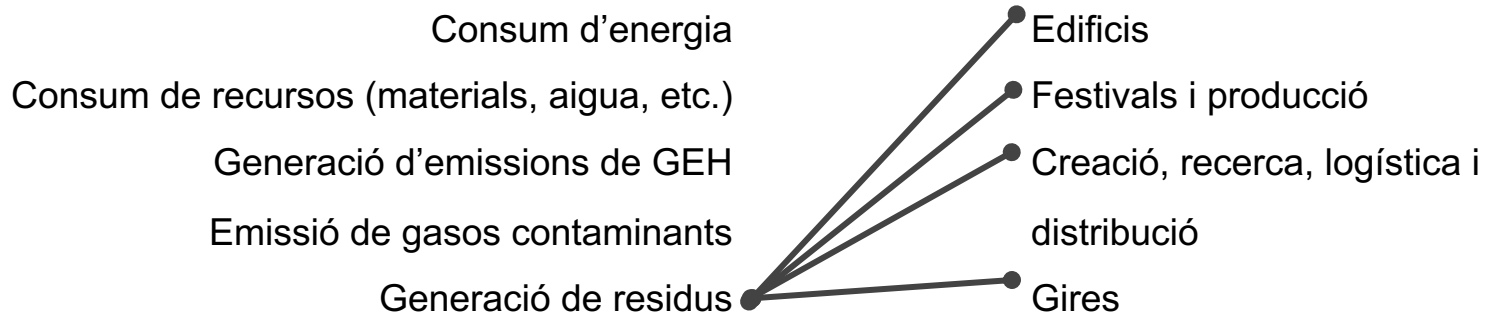 Consum d’energia
Consum de recursos (materials, aigua, etc.)
Generació d’emissions de GEH
Emissió de gasos contaminants
Generació de residus
Edificis
Festivals i producció
Creació, recerca, logística i
distribució
Gires